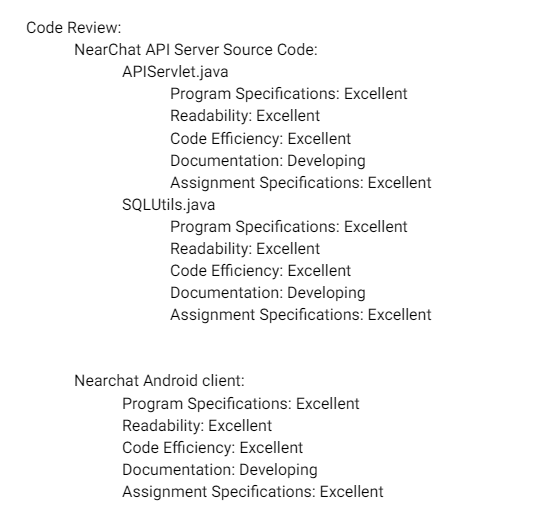 Code Review:
NearChat API Server Source Code:
APIServlet.java
Program Specifications: Excellent
Readability: Excellent
Code Efficiency: Excellent
Documentation: Developing
Assignment Specifications: Excellent
SQLUtils.java
Program Specifications: Excellent
Readability: Excellent
Code Efficiency: Excellent
Documentation: Developing
Assignment Specifications: Excellent
Nearchat Android client:
Program Specifications: Excellent
Readability: Excellent
Code Efficiency: Excellent
Documentation: Developing
Assignment Specifications: Excellent